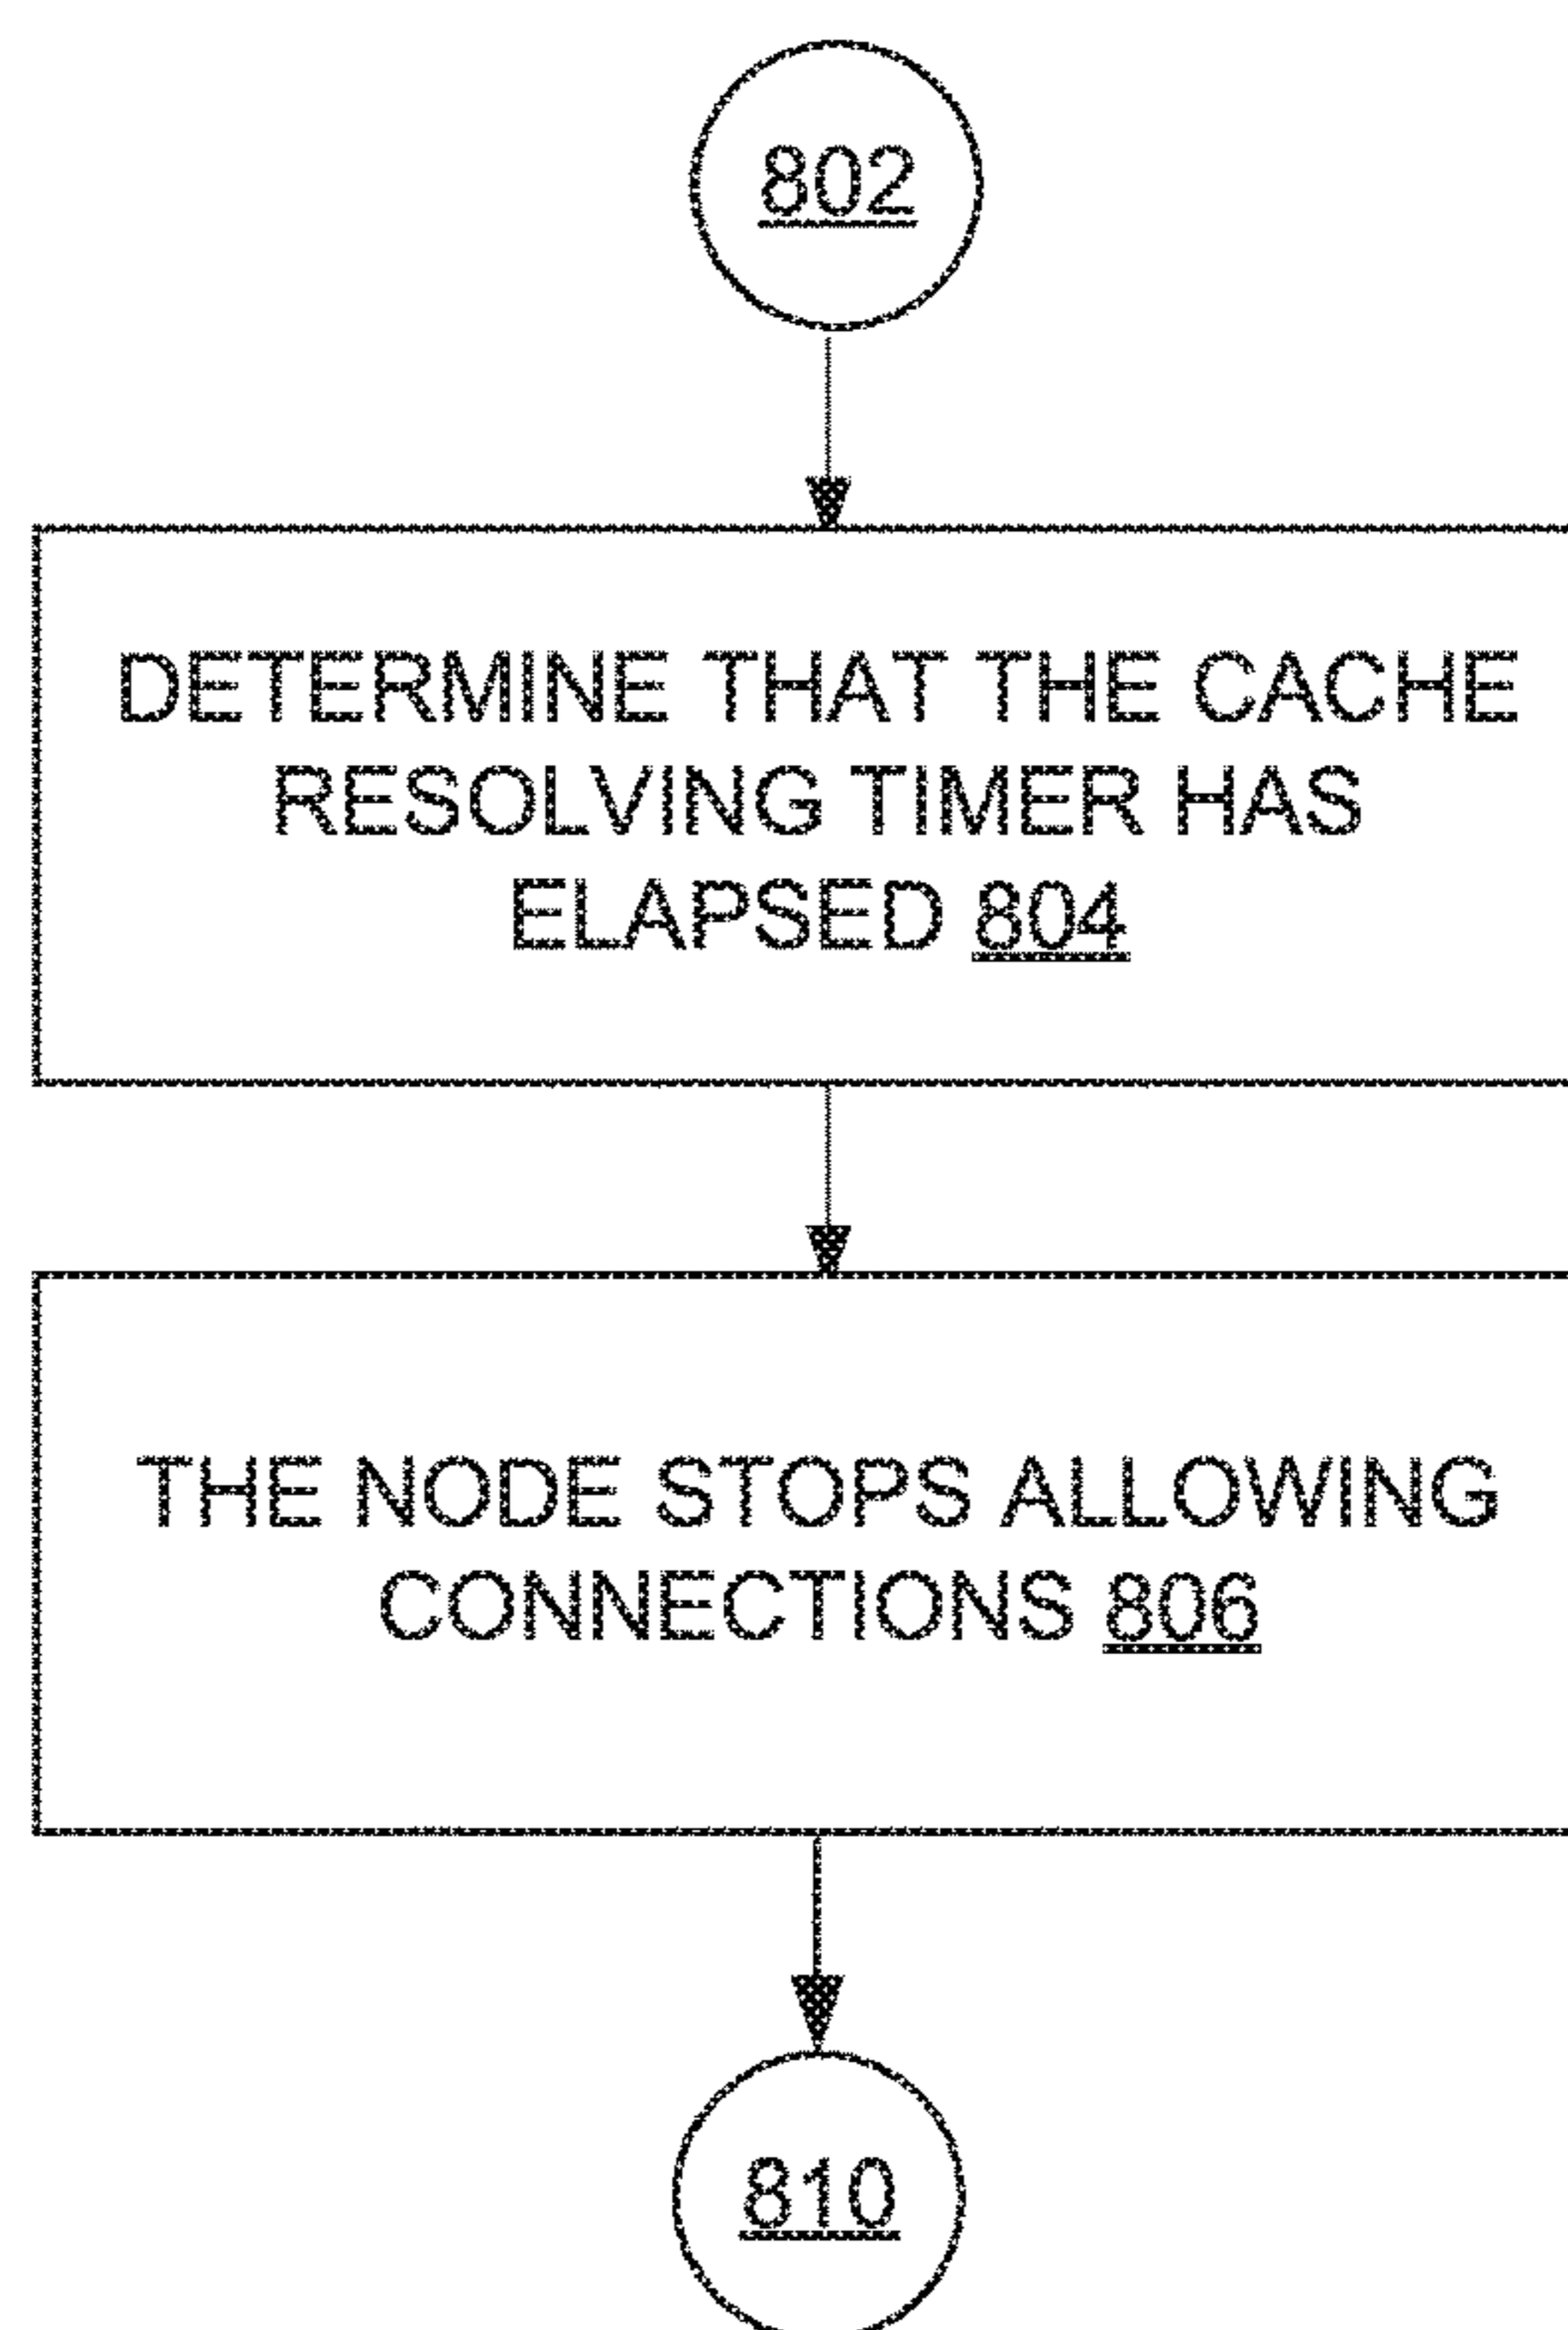 802
DETERMINE THAT THE CACHE
RESOLVING TIMER HAS
ELAPSED 804
THE NODE STOPS ALLOWING
CONNECTIONS 806
810